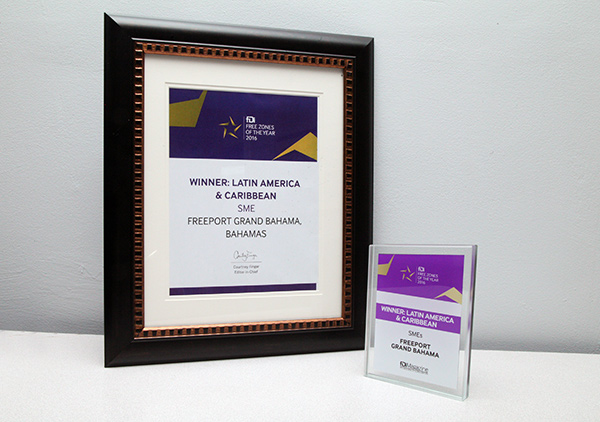 fDi
FREE ZONES
OF THE YEAR
2016
WINNER: LATIN AMERICA
& CARIBBEAN
SME
FREEPORT GRAND BAHAMA,
BAHAMAS
Courtney Fingar
Editor in Chief
fDi
FREE ZONES
OF THE YEAR
2016
WINNER: LATIN AMERICA
& CARIBBEAN
SMEs
FREEPORT
GRAND BAHAMA
fDi Magazine